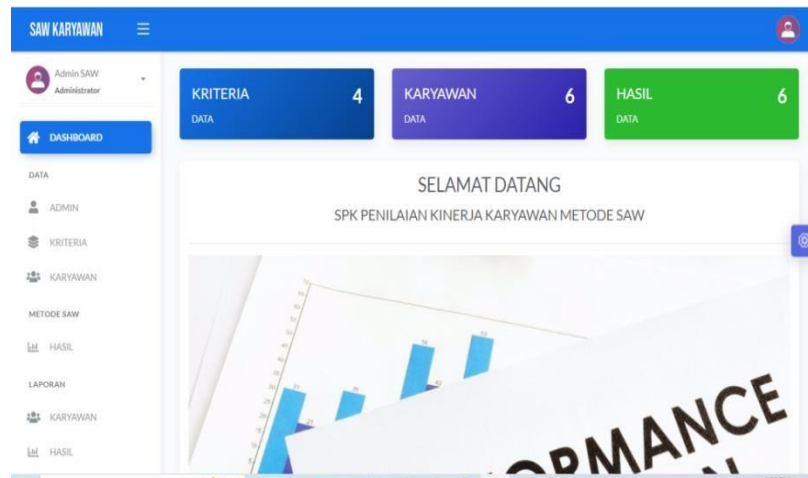 SAW KARYAWAN
Admin SAW
Administrator
DASHBOARD
DATA
ADMIN
KRITERIA
KARYAWAN
METODE SAW
HASIL
LAPORAN
KARYAWAN
HASIL
KRITERIA 4
DATA
KARYAWAN 6
DATA
HASIL 6
DATA
SELAMAT DATANG
SPK PENILAIAN KINERJA KARYAWAN METODE SAW